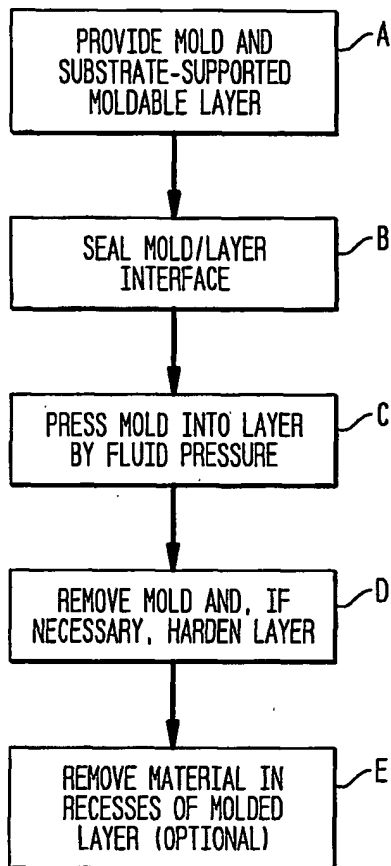 PROVIDE MOLD AND
SUBSTRATE-SUPPORTED
MOLDABLE LAYER
A
SEAL MOLD/LAYER
INTERFACE
B
PRESS MOLD INTO LAYER
BY FLUID PRESSURE
C
REMOVE MOLD AND, IF
NECESSARY, HARDEN LAYER
D
REMOVE MATERIAL IN
RECESSES OF MOLDED
LAYER (OPTIONAL)
E